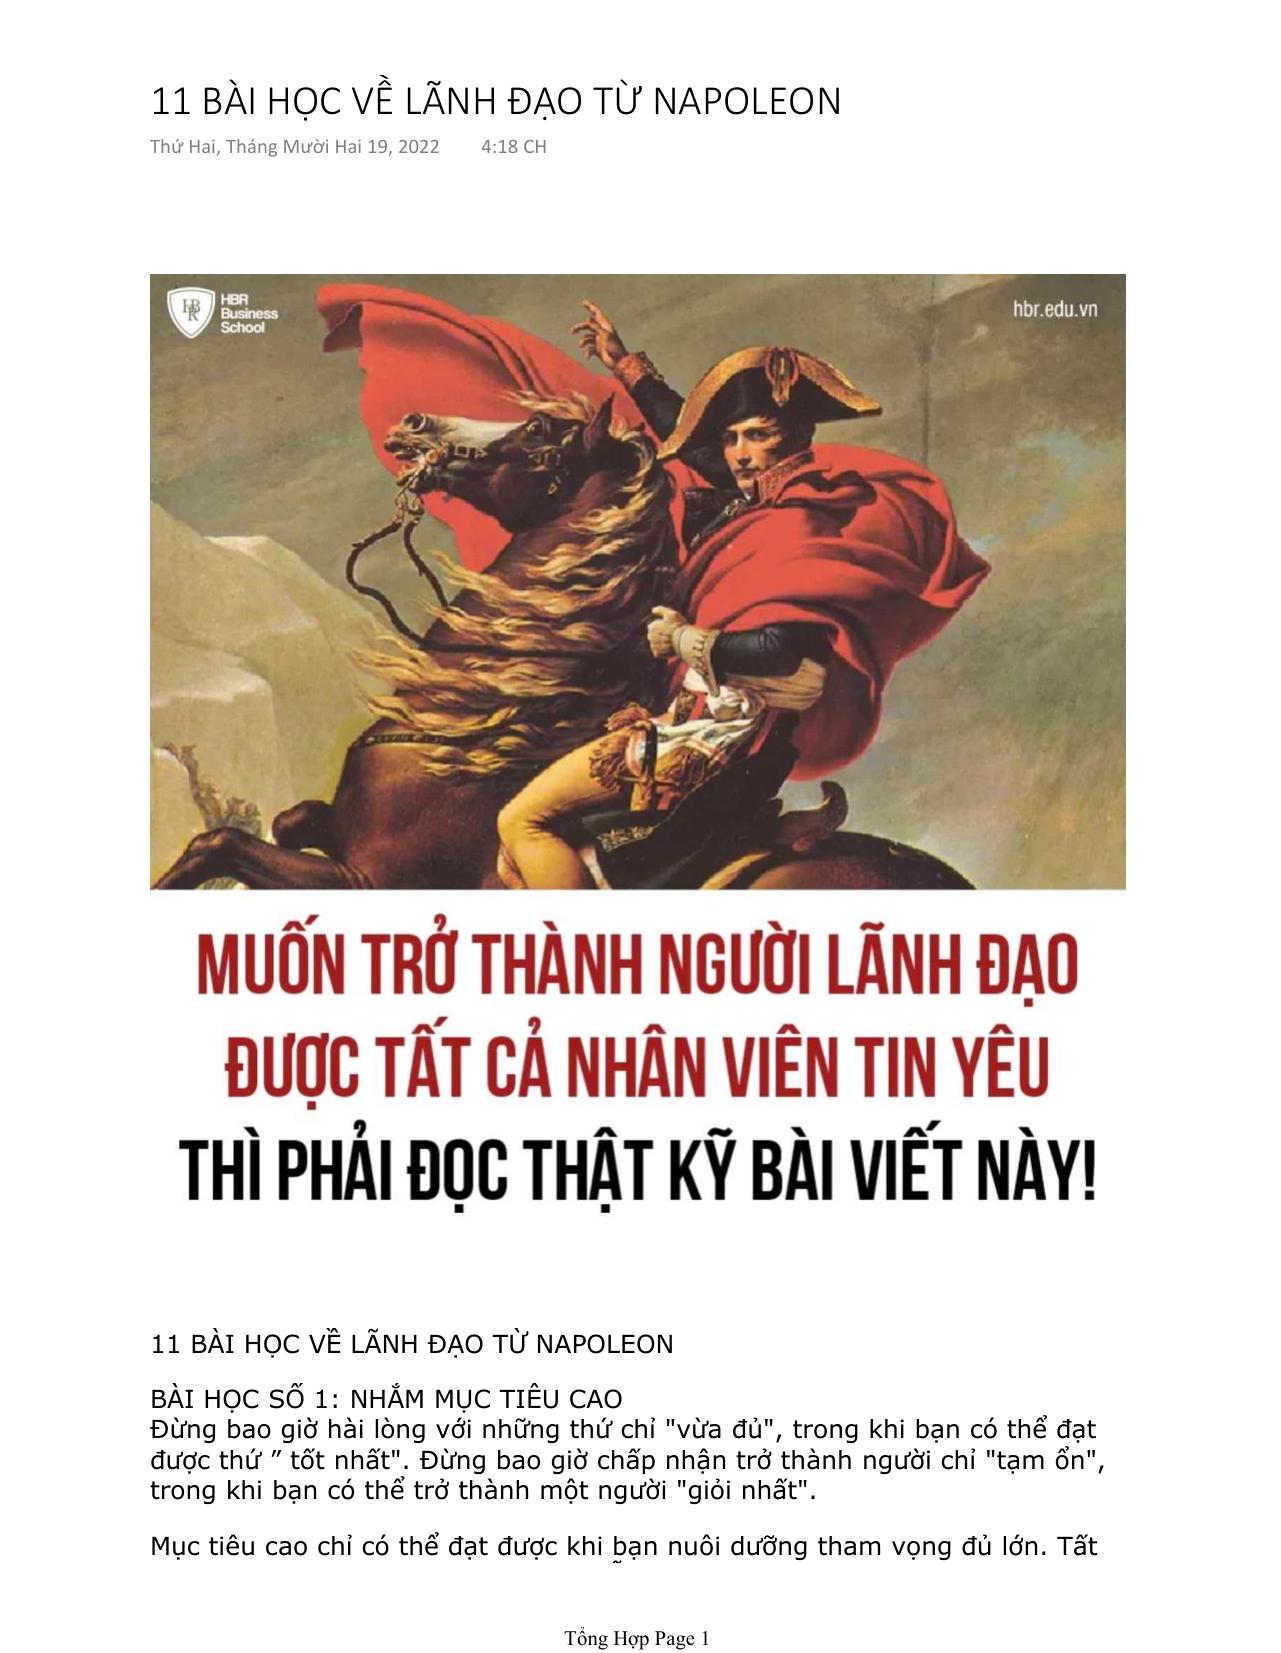 11 BÀI HỌC VỀ LÃNH ĐẠO TỪ NAPOLEON
Thứ Hai, Tháng Mười Hai 19, 2022 4:18 CH
HBR
Business
School
HBR
hbr.edu.vn
MUỐN TRỞ THÀNH NGƯỜI LÃNH ĐẠO
ĐƯỢC TẤT CẢ NHÂN VIÊN TIN YÊU
THÌ PHẢI ĐỌC THẬT KỸ BÀI VIẾT NÀY!
11 BÀI HỌC VỀ LÃNH ĐẠO TỪ NAPOLEON
BÀI HỌC SỐ 1: NHẮM MỤC TIÊU CAO
Đừng bao giờ hài lòng với những thứ chỉ "vừa đủ", trong khi bạn có thể đạt
được thứ ” tốt nhất". Đừng bao giờ chấp nhận trở thành người chỉ "tạm ổn",
trong khi bạn có thể trở thành một người "giỏi nhất".
Mục tiêu cao chỉ có thể đạt được khi bạn nuôi dưỡng tham vọng đủ lớn. Tất
Tổng Hợp Page 1